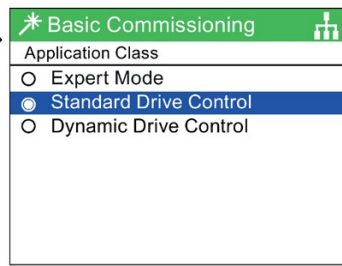 Basic Commissioning
Application Class
Expert Mode
Standard Drive Control
Dynamic Drive Control